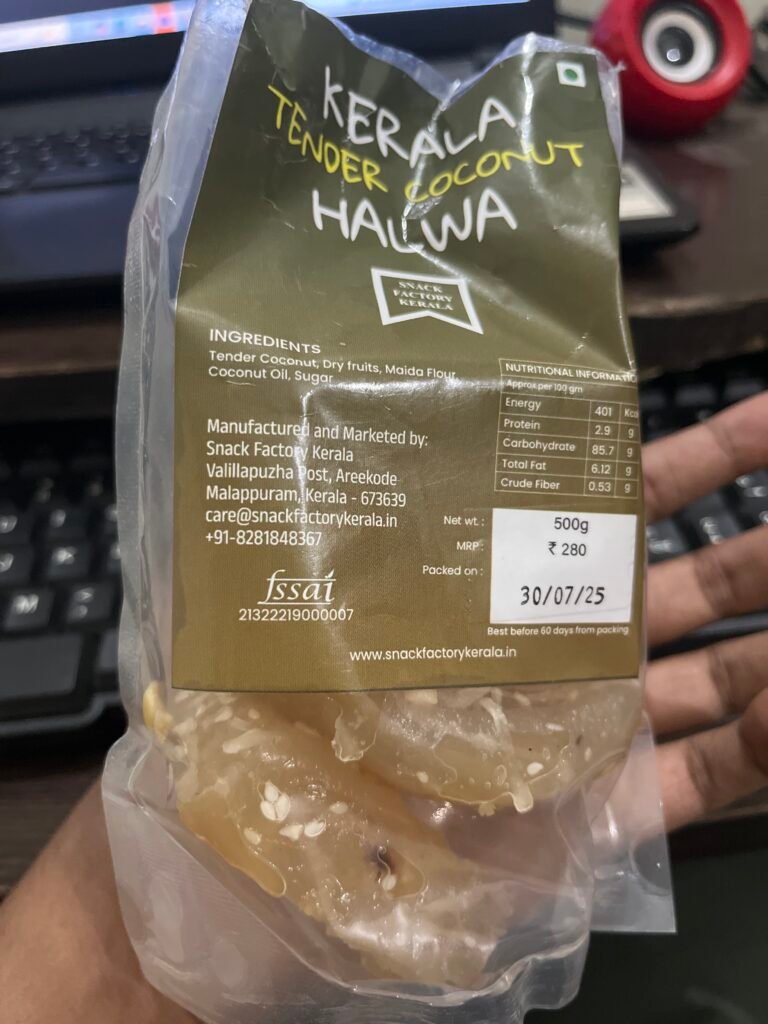 KERALA
TENDER COCONUT
HALWA
SNACK
FACTORY
KERALA
INGREDIENTS
Tender Coconut, Dry fruits, Maida Flour,
Coconut Oil, Sugar
Manufactured and Marketed by:
Snack Factory Kerala
Valillapuzha Post, Areekode
Malappuram, Kerala - 673639
care@snackfactorykerala.in
+91-8281848367
fssai
21322219000007
NUTRITIONAL INFORMATIO
Approx per 100 gm
Energy 401 Kca
Protein 2.9 g
Carbohydrate 85.7 g
Total Fat 6.12 g
Crude Fiber 0.53 g
Net wt : 500g
MRP : ₹ 280
Packed on : 30/07/25
Best before 60 days from packing
www.snackfactorykerala.in
M